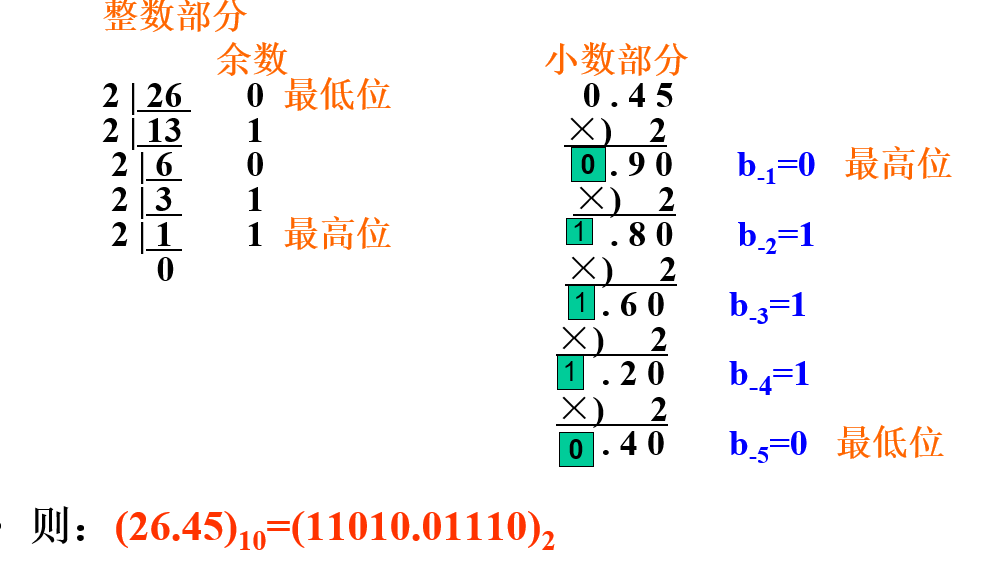 整数部分
余数
2 | 26 0 最低位
2 | 13 1
2 | 6 0
2 | 3 1
2 | 1 1 最高位
0
小数部分
0 . 4 5
×) 2
0 . 9 0 b-1=0 最高位
×) 2
1 . 8 0 b-2=1
×) 2
1 . 6 0 b-3=1
×) 2
1 . 2 0 b-4=1
×) 2
0 . 4 0 b-5=0 最低位
则：(26.45)10=(11010.01110)2